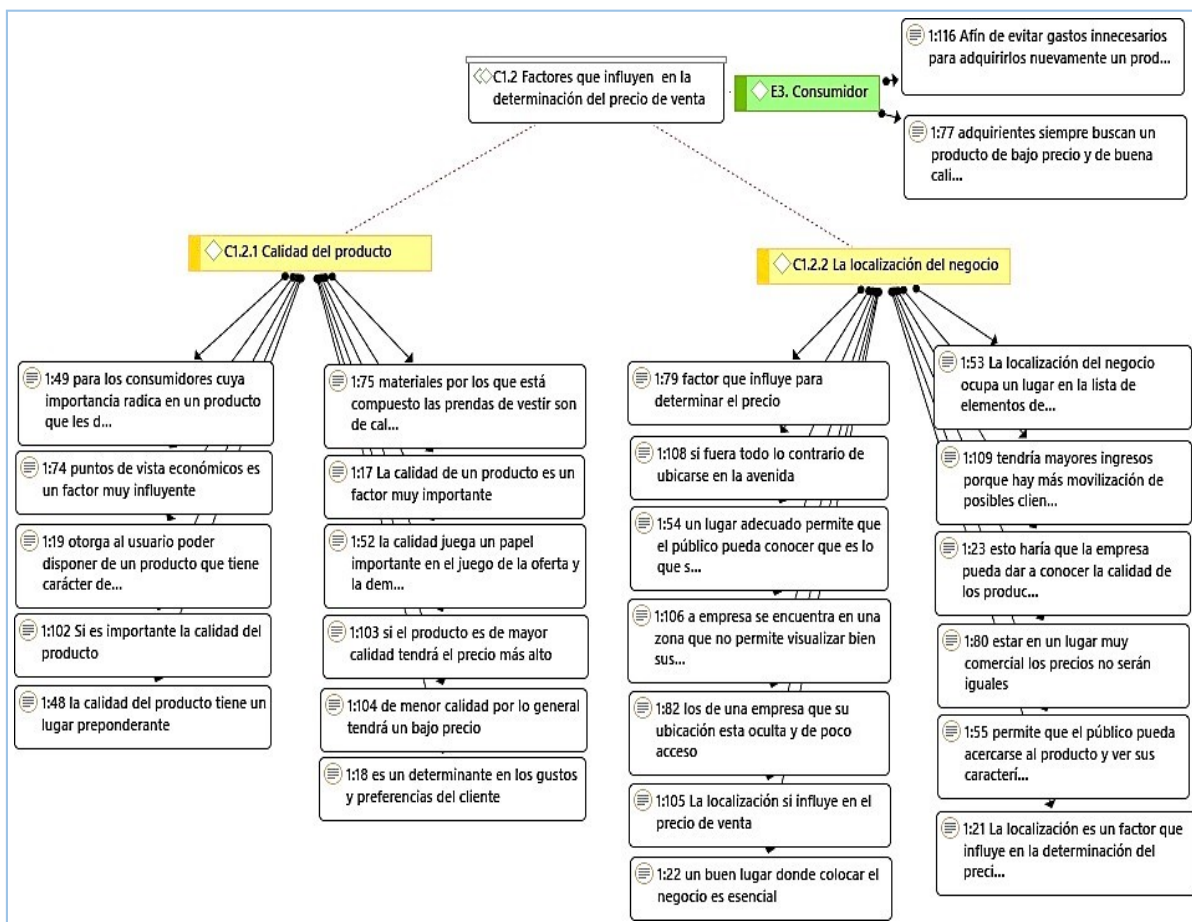 C1.2 Factores que influyen en la
determinación del precio de venta
E3. Consumidor
1:116 Afín de evitar gastos innecesarios
para adquirirlos nuevamente un prod...
1:77 adquirientes siempre buscan un
producto de bajo precio y de buena
cali...
C1.2.1 Calidad del producto
1:49 para los consumidores cuya
importancia radica en un producto
que les d...
1:74 puntos de vista económicos es
un factor muy influyente
1:19 otorga al usuario poder
disponer de un producto que tiene
carácter de...
1:102 Si es importante la calidad del
producto
1:48 la calidad del producto tiene un
lugar preponderante
1:75 materiales por los que está
compuesto las prendas de vestir son
de cal...
1:17 La calidad de un producto es un
factor muy importante
1:52 la calidad juega un papel
importante en el juego de la oferta y
la dem...
1:103 si el producto es de mayor
calidad tendrá el precio más alto
1:104 de menor calidad por lo general
tendrá un bajo precio
1:18 es un determinante en los gustos
y preferencias del cliente
C1.2.2 La localización del negocio
1:79 factor que influye para
determinar el precio
1:108 si fuera todo lo contrario de
ubicarse en la avenida
1:54 un lugar adecuado permite que
el público pueda conocer que es lo
que s...
1:106 a empresa se encuentra en una
zona que no permite visualizar bien
sus...
1:82 los de una empresa que su
ubicación esta oculta y de poco
acceso
1:105 La localización si influye en el
precio de venta
1:22 un buen lugar donde colocar el
negocio es esencial
1:53 La localización del negocio
ocupa un lugar en la lista de
elementos de...
1:109 tendría mayores ingresos
porque hay más movilización de
posibles clien...
1:23 esto haría que la empresa
pueda dar a conocer la calidad de
los produc...
1:80 estar en un lugar muy
comercial los precios no serán
iguales
1:55 permite que el público pueda
acercarse al producto y ver sus
caracterí...
1:21 La localización es un factor que
influye en la determinación del
preci...